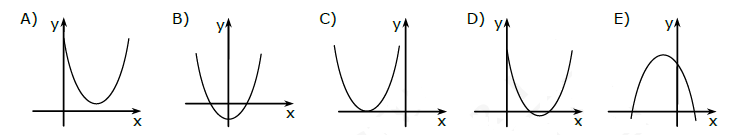 A) y x
B) y x
C) y x
D) y x
E) y x